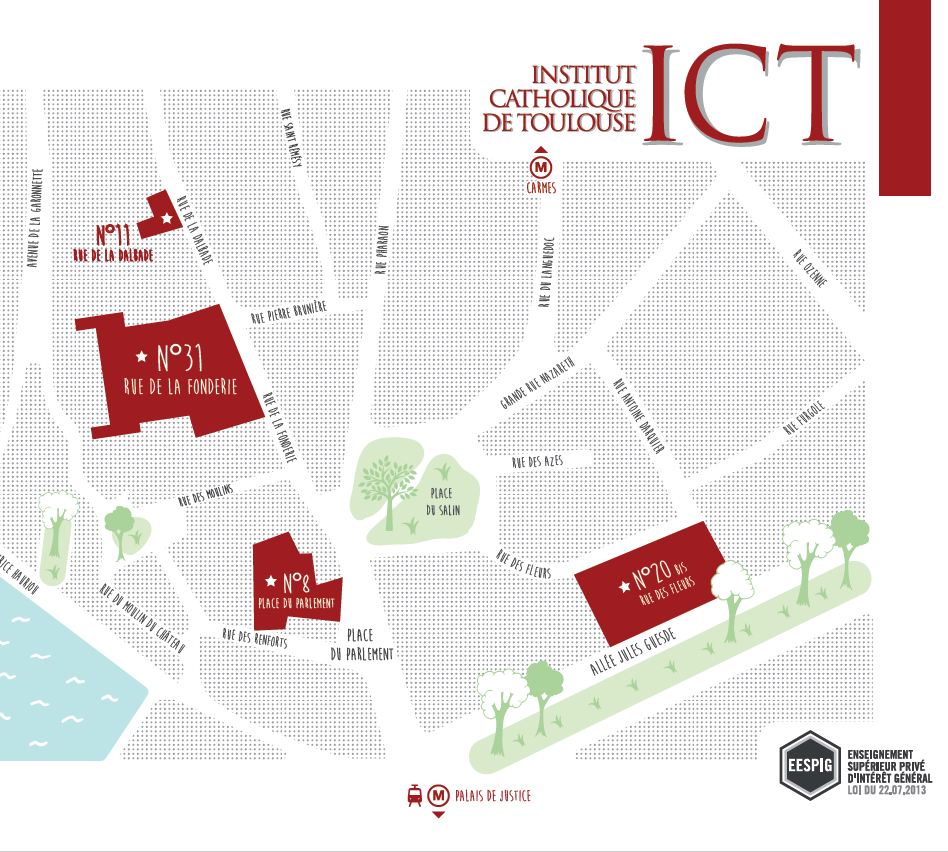 INSTITUT
CATHOLIQUE
DE TOULOUSE
ICT
M
CARMES
RUE SAINT RÉMÉSY
AVENUE DE LA GARONNETTE
N°11
RUE DE LA DALBADE
RUE DE LA DALBADE
RUE PHARAON
RUE DU LANGUEDOC
RUE OZENNE
RUE PIERRE BRUNIÈRE
N°31
RUE DE LA FONDERIE
RUE DE LA FONDERIE
GRANDE RUE NAZARETH
RUE ANTOINE DARQUIER
RUE FURGOLE
RUE DES AZÉS
PLACE
DU SALIN
RUE DES MOULINS
RUE DES FLEURS
N°20 BIS
RUE DES FLEURS
N°8
PLACE DU PARLEMENT
RICE HAURIOU
RUE DU MOULIN DU CHÂTEAU
RUE DES RENFORTS
PLACE
DU PARLEMENT
ALLÉE JULES GUESDE
EESPIG
ENSEIGNEMENT
SUPÉRIEUR PRIVÉ
D'INTÉRÊT GÉNÉRAL
LOI DU 22.07.2013
M
PALAIS DE JUSTICE